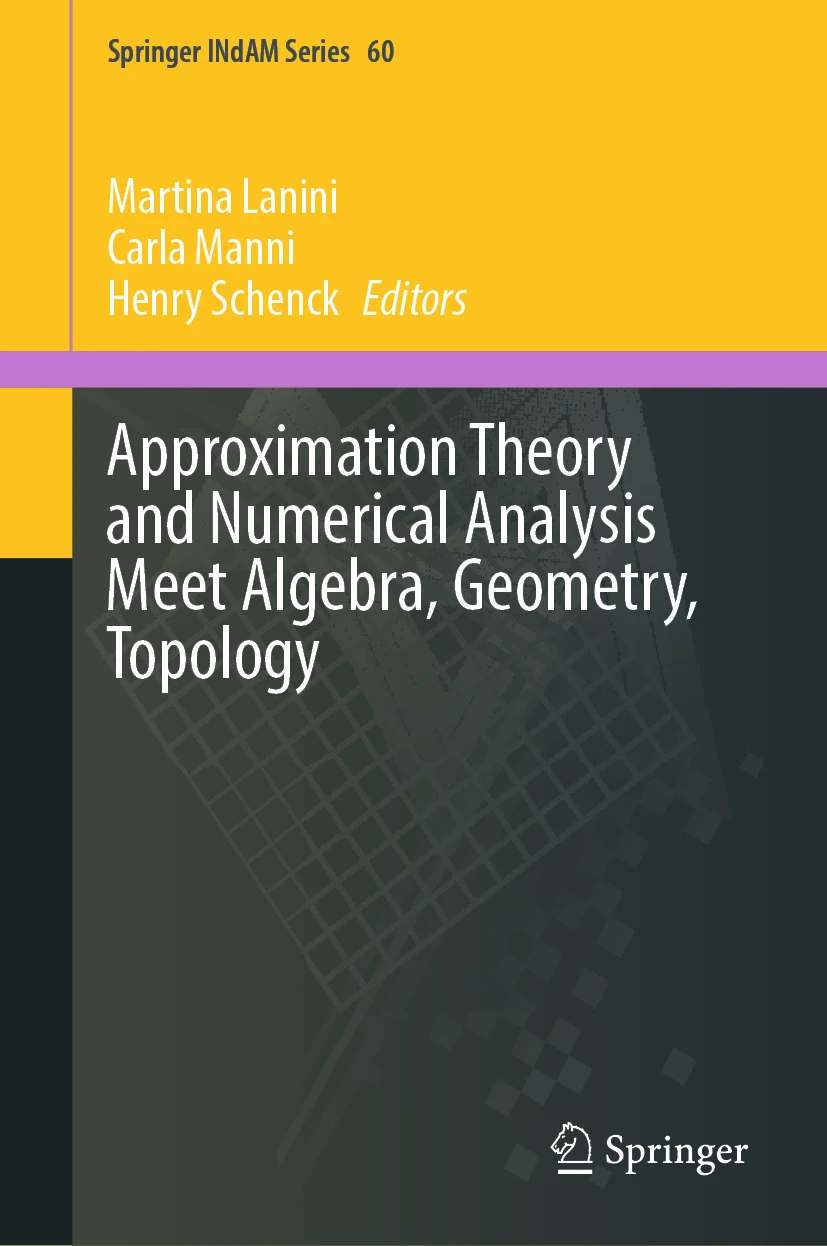 Springer INdAM Series 60
Martina Lanini
Carla Manni
Henry Schenck Editors
Approximation Theory
and Numerical Analysis
Meet Algebra, Geometry,
Topology
Springer